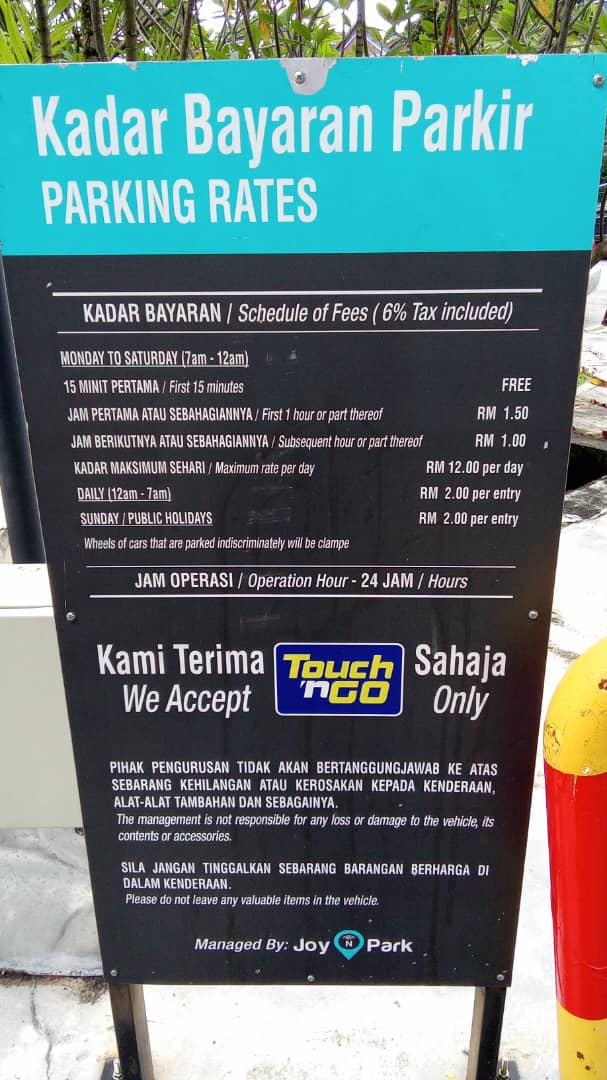 Kadar Bayaran Parkir
PARKING RATES
KADAR BAYARAN / Schedule of Fees ( 6% Tax included)
MONDAY TO SATURDAY (7am - 12am)
15 MINIT PERTAMA / First 15 minutes FREE
JAM PERTAMA ATAU SEBAHAGIANNYA / First 1 hour or part thereof RM 1.50
JAM BERIKUTNYA ATAU SEBAHAGIANNYA / Subsequent hour or part thereof RM 1.00
KADAR MAKSIMUM SEHARI / Maximum rate per day RM 12.00 per day
DAILY (12am - 7am) RM 2.00 per entry
SUNDAY / PUBLIC HOLIDAYS RM 2.00 per entry
Wheels of cars that are parked indiscriminately will be clampe
JAM OPERASI / Operation Hour - 24 JAM / Hours
Kami Terima Touch 'n GO Sahaja
We Accept Only
PIHAK PENGURUSAN TIDAK AKAN BERTANGGUNGJAWAB KE ATAS
SEBARANG KEHILANGAN ATAU KEROSAKAN KEPADA KENDERAAN,
ALAT-ALAT TAMBAHAN DAN SEBAGAINYA.
The management is not responsible for any loss or damage to the vehicle, its
contents or accessories.
SILA JANGAN TINGGALKAN SEBARANG BARANGAN BERHARGA DI
DALAM KENDERAAN.
Please do not leave any valuable items in the vehicle.
Managed By: Joy N Park